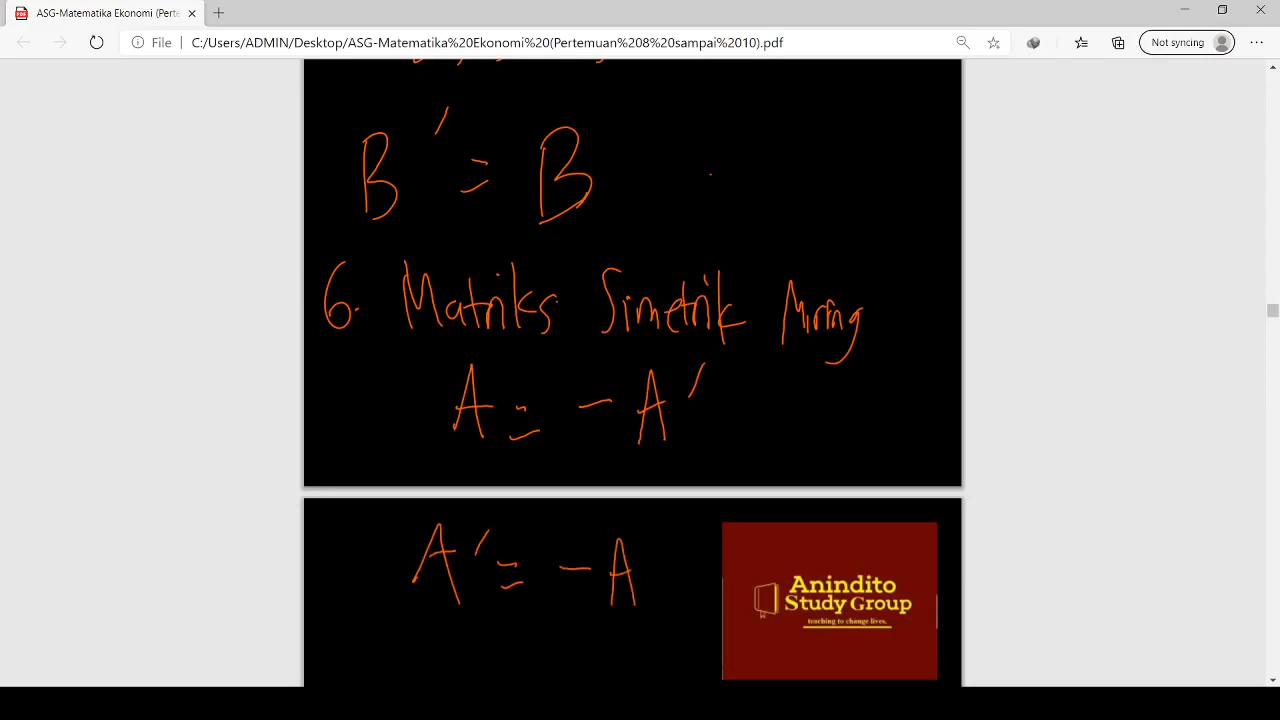 ASG-Matematika Ekonomi (Perte
File
C:/Users/ADMIN/Desktop/ASG-Matematika%20Ekonomi%20(Pertemuan%208%20sampai%2010).pdf
Not syncing
B' = B
6. Matriks Simetrik Miring
A = - A'
A' = - A
Anindito
Study Group
teaching to change lives.